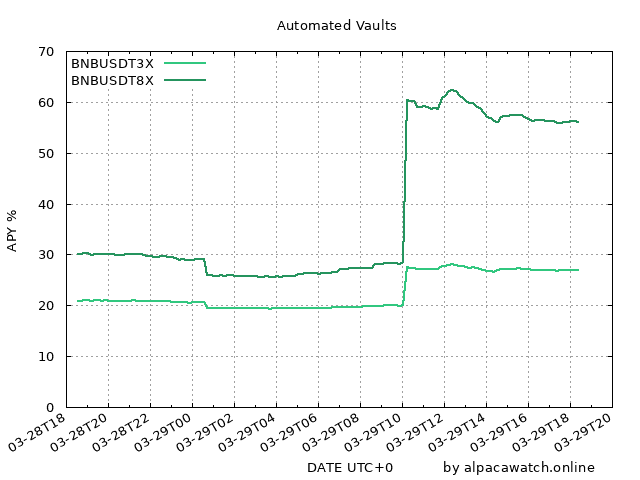 Automated Vaults
BNBUSDT3X
BNBUSDT8X
APY %
70
60
50
40
30
20
10
0
03-28T18
03-28T20
03-28T22
03-29T00
03-29T02
03-29T04
03-29T06
03-29T08
03-29T10
03-29T12
03-29T14
03-29T16
03-29T18
03-29T20
DATE UTC+0
by alpacawatch.online